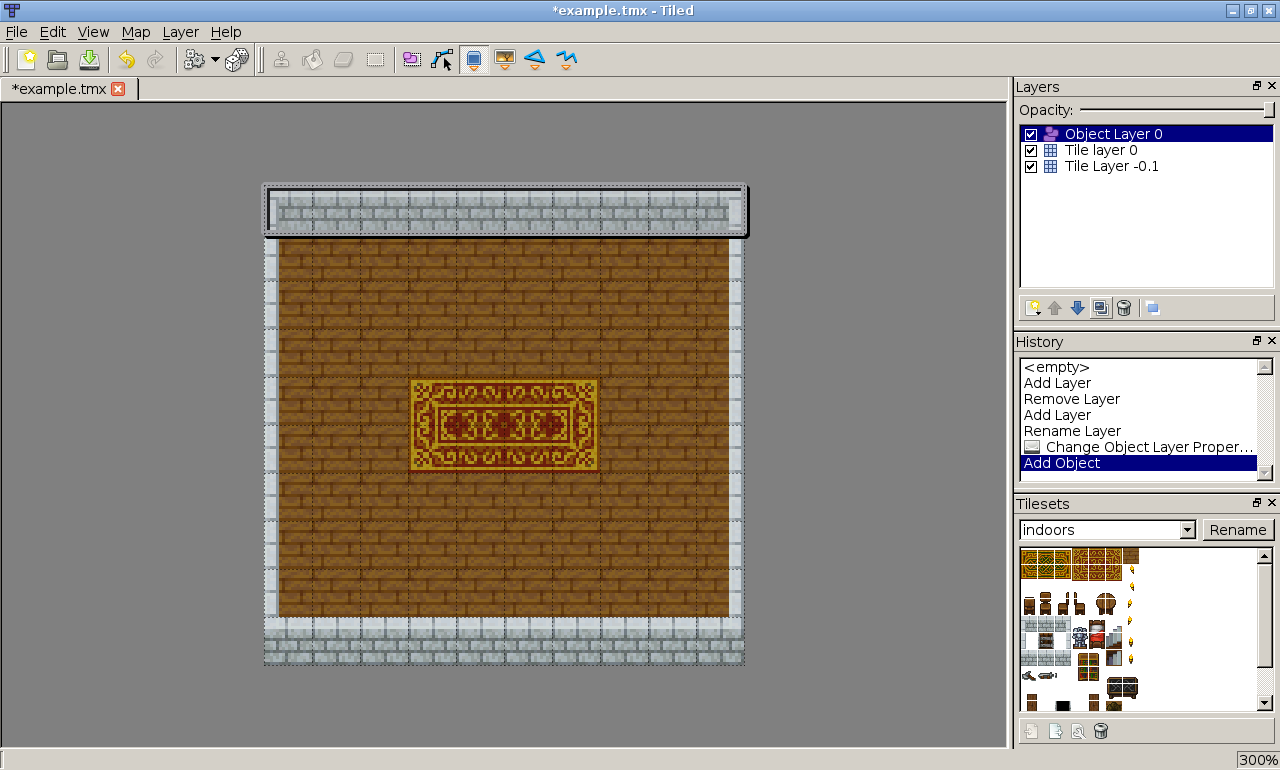 *example.tmx - Tiled
File Edit View Map Layer Help
*example.tmx
Layers
Opacity:
Object Layer 0
Tile layer 0
Tile Layer -0.1
History
<empty>
Add Layer
Remove Layer
Add Layer
Rename Layer
Change Object Layer Proper...
Add Object
Tilesets
indoors
Rename
300%